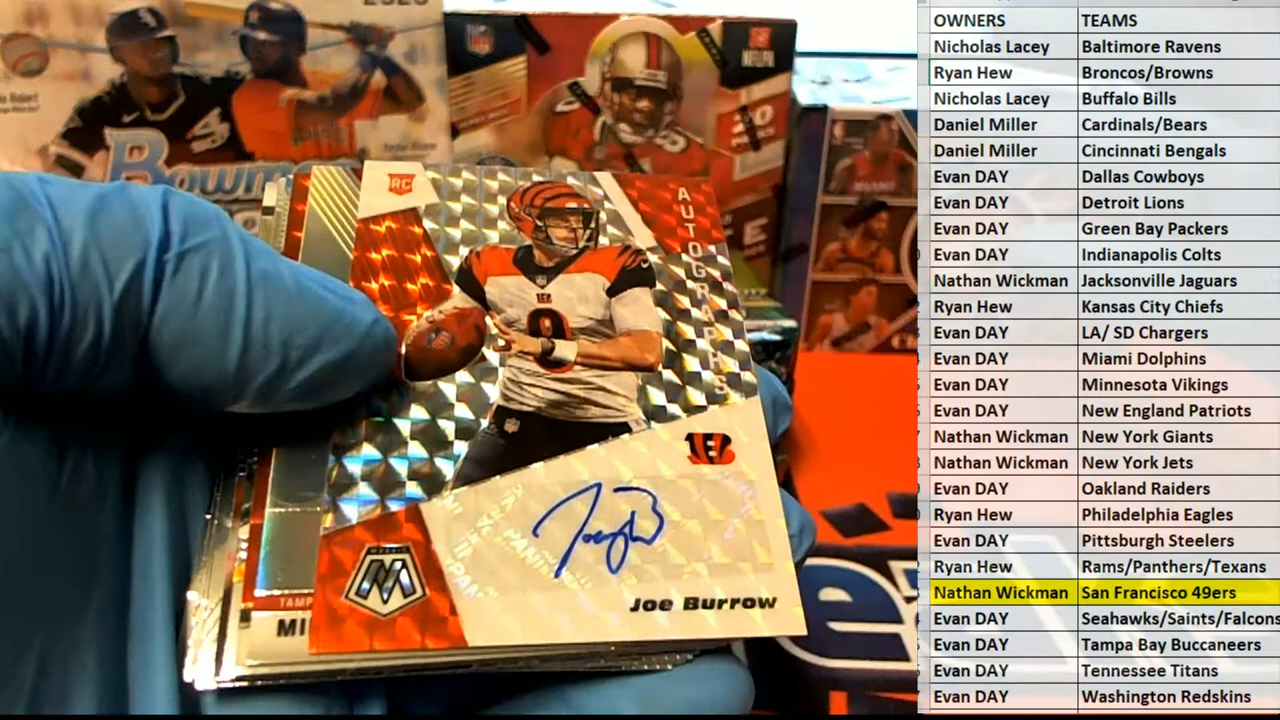 Bowm
RC
AUTOGRAPHS
9
MOSAIC
Joe Burrow
TAMP
MI
OWNERS TEAMS
Nicholas Lacey Baltimore Ravens
Ryan Hew Broncos/Browns
Nicholas Lacey Buffalo Bills
Daniel Miller Cardinals/Bears
Daniel Miller Cincinnati Bengals
Evan DAY Dallas Cowboys
Evan DAY Detroit Lions
Evan DAY Green Bay Packers
Evan DAY Indianapolis Colts
Nathan Wickman Jacksonville Jaguars
Ryan Hew Kansas City Chiefs
Evan DAY LA/ SD Chargers
Evan DAY Miami Dolphins
Evan DAY Minnesota Vikings
Evan DAY New England Patriots
Nathan Wickman New York Giants
Nathan Wickman New York Jets
Evan DAY Oakland Raiders
Ryan Hew Philadelphia Eagles
Evan DAY Pittsburgh Steelers
Ryan Hew Rams/Panthers/Texans
Nathan Wickman San Francisco 49ers
Evan DAY Seahawks/Saints/Falcons
Evan DAY Tampa Bay Buccaneers
Evan DAY Tennessee Titans
Evan DAY Washington Redskins